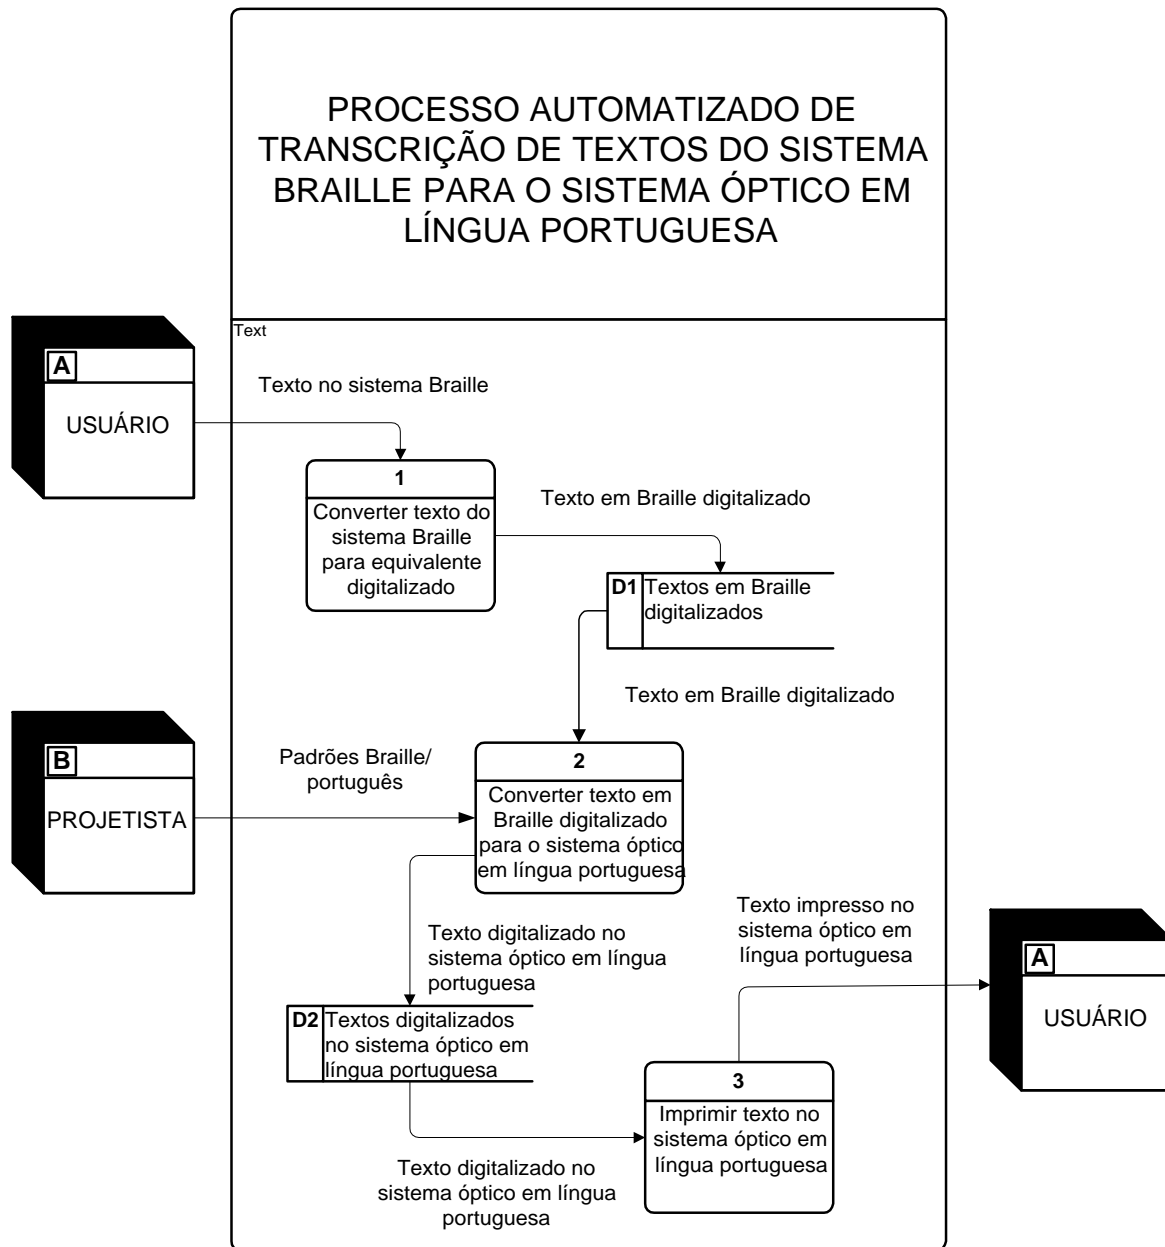 PROCESSO AUTOMATIZADO DE
TRANSCRIÇÃO DE TEXTOS DO SISTEMA
BRAILLE PARA O SISTEMA ÓPTICO EM
LÍNGUA PORTUGUESA
Text
A
USUÁRIO
Texto no sistema Braille
1
Converter texto do
sistema Braille
para equivalente
digitalizado
Texto em Braille digitalizado
D1
Textos em Braille
digitalizados
Texto em Braille digitalizado
B
PROJETISTA
Padrões Braille/
português
2
Converter texto em
Braille digitalizado
para o sistema óptico
em língua portuguesa
Texto digitalizado no
sistema óptico em língua
portuguesa
D2
Textos digitalizados
no sistema óptico em
língua portuguesa
Texto digitalizado no
sistema óptico em língua
portuguesa
3
Imprimir texto no
sistema óptico em
língua portuguesa
Texto impresso no
sistema óptico em
língua portuguesa
A
USUÁRIO